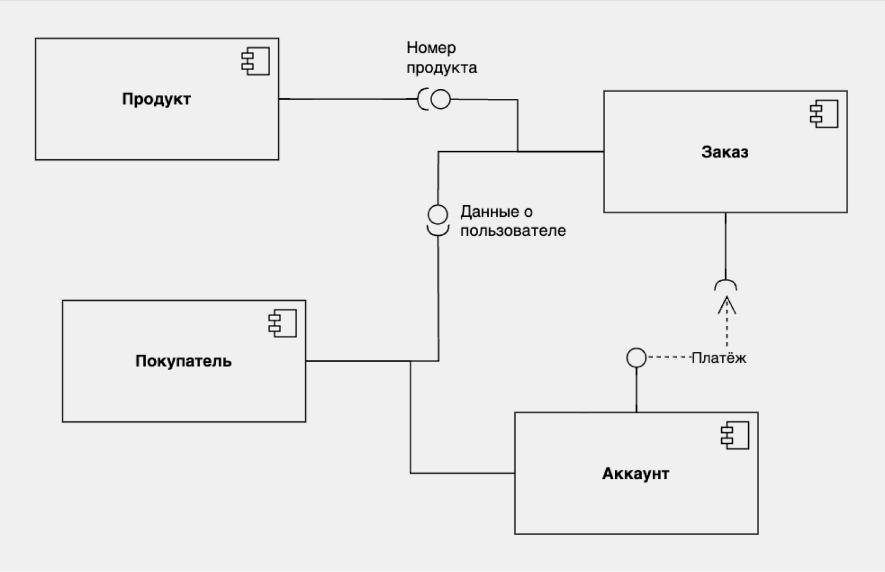 Номер
продукта
Продукт
Заказ
Данные о
пользователе
Покупатель
Платёж
Аккаунт